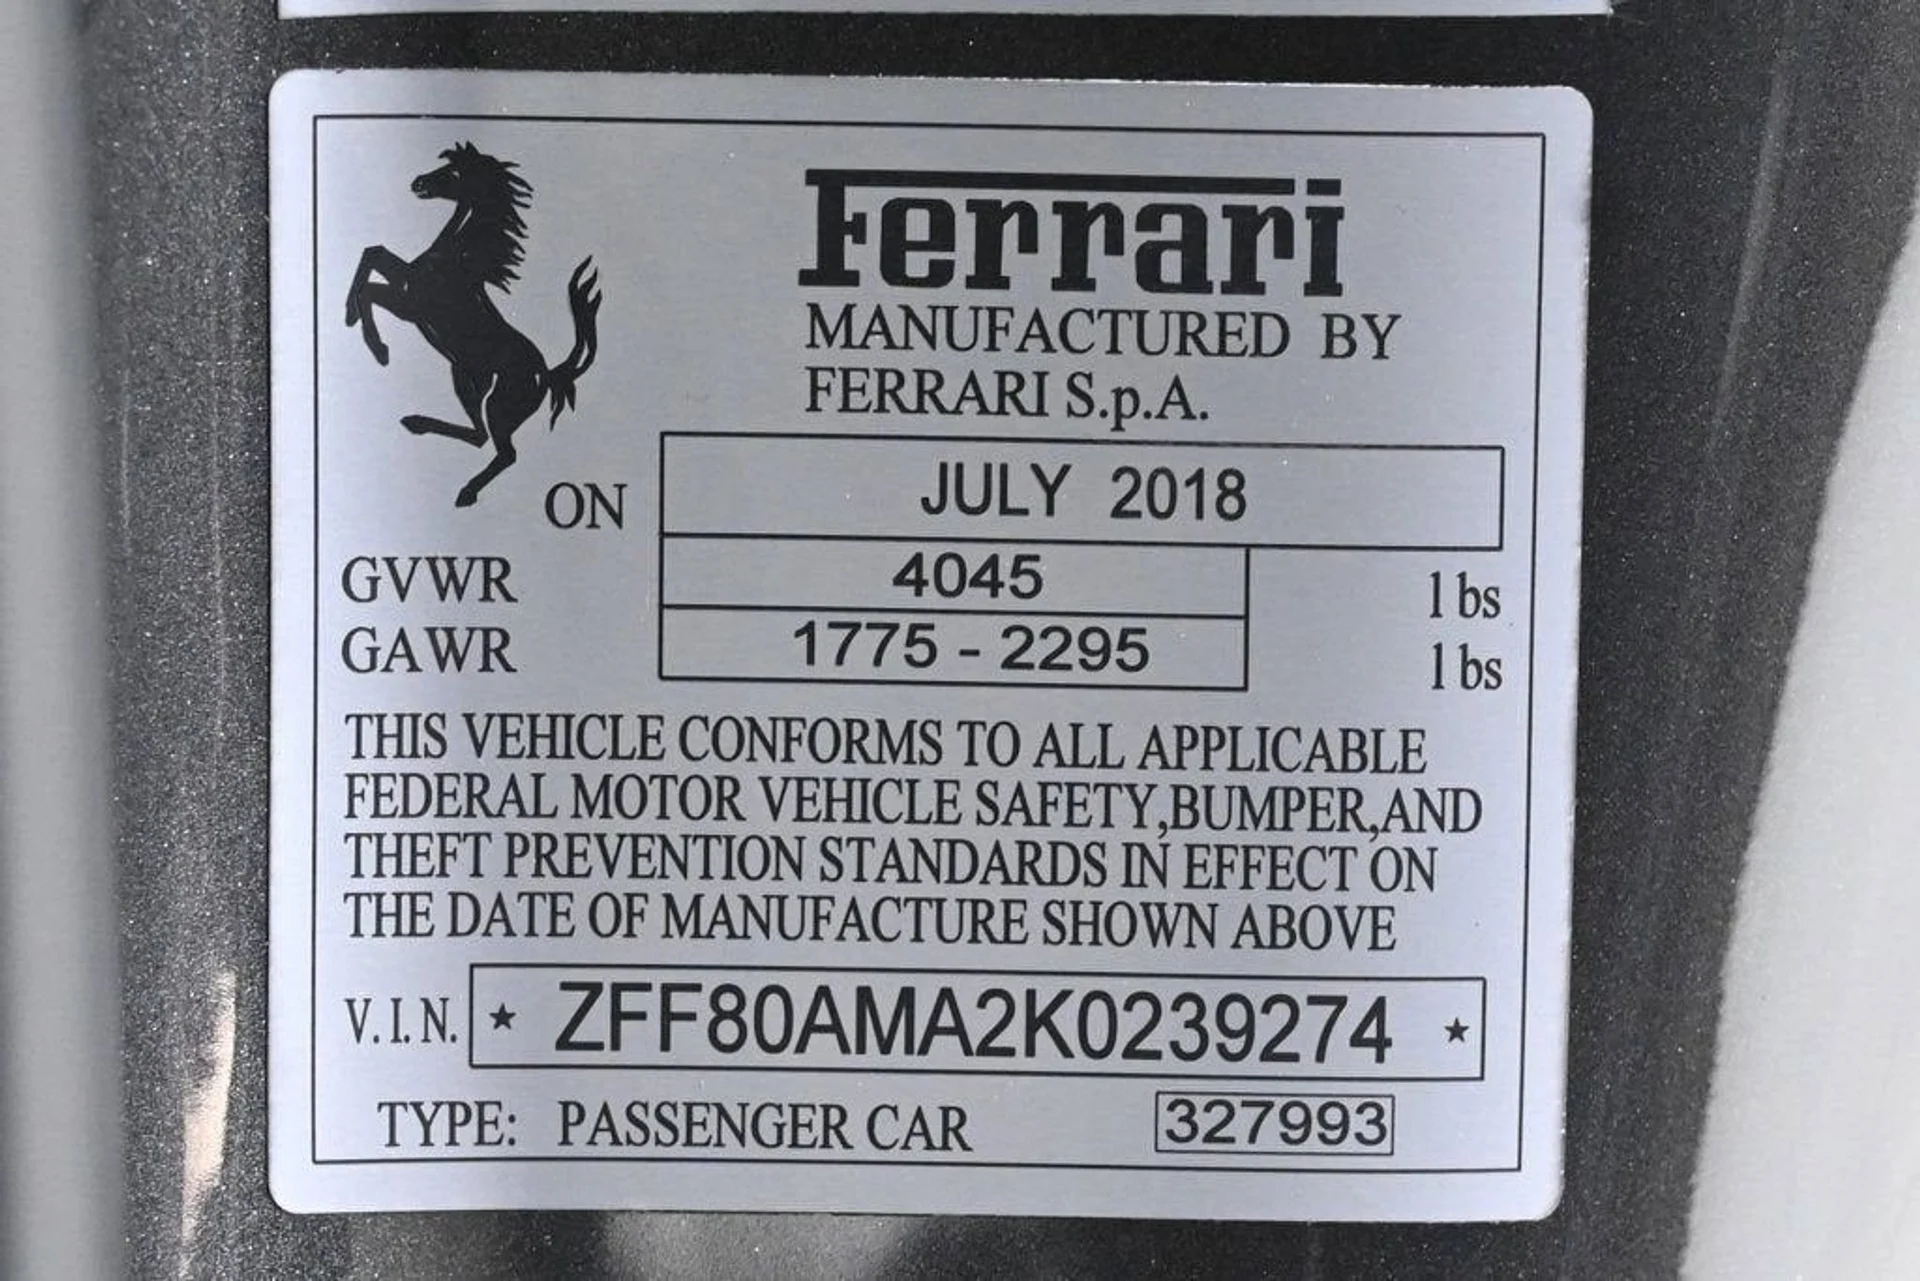 Ferrari
MANUFACTURED BY
FERRARI S.p.A.
ON JULY 2018
GVWR 4045 lbs
GAWR 1775 - 2295 lbs
THIS VEHICLE CONFORMS TO ALL APPLICABLE
FEDERAL MOTOR VEHICLE SAFETY,BUMPER,AND
THEFT PREVENTION STANDARDS IN EFFECT ON
THE DATE OF MANUFACTURE SHOWN ABOVE
V.I.N. ★ ZFF80AMA2K0239274 ★
TYPE: PASSENGER CAR 327993